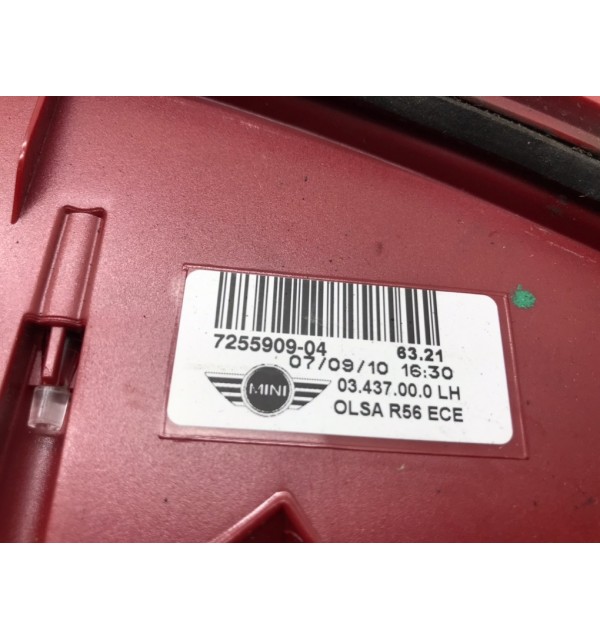 7255909-04 63.21
07/09/10 16:30
MINI 03.437.00.0 LH
OLSA R56 ECE